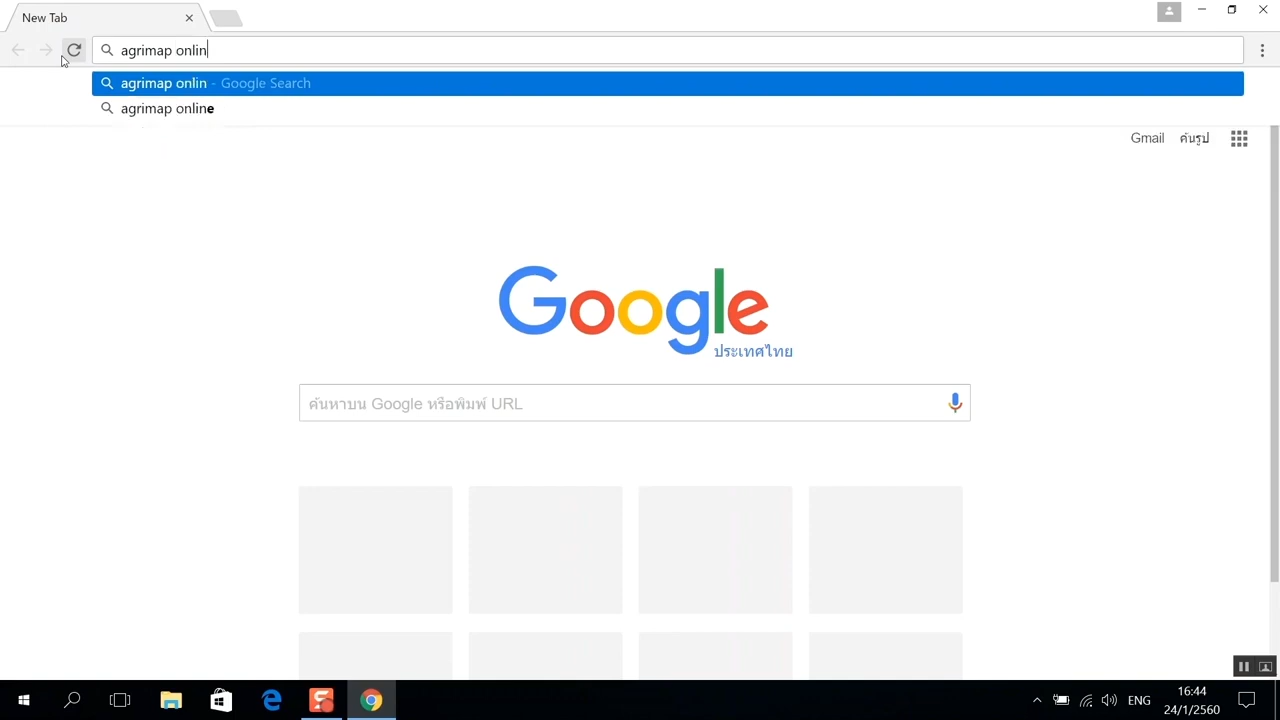 New Tab
agrimap onlin
agrimap onlin - Google Search
agrimap online
Gmail ค้นรูป
Google
ประเทศไทย
ค้นหาบน Google หรือพิมพ์ URL
ENG
16:44
24/1/2560